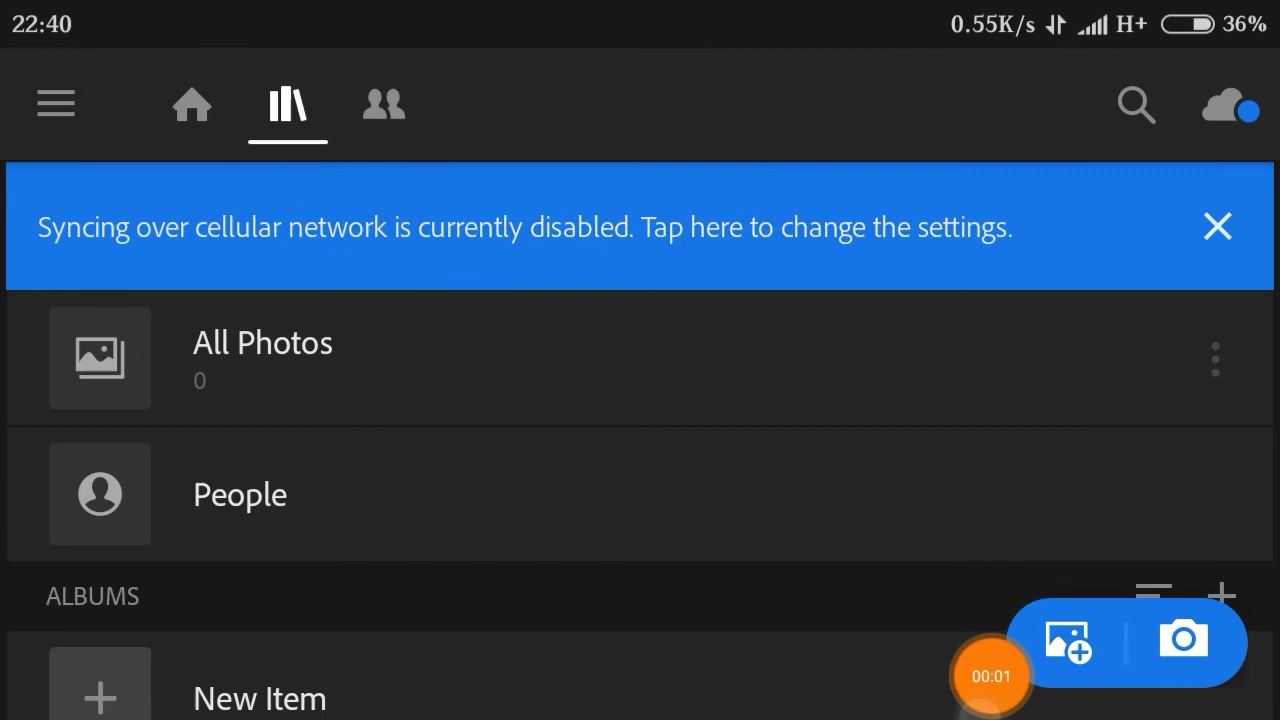 22:40
0.55K/s H+ 36%
Syncing over cellular network is currently disabled. Tap here to change the settings.
All Photos
0
People
ALBUMS
New Item
00:01